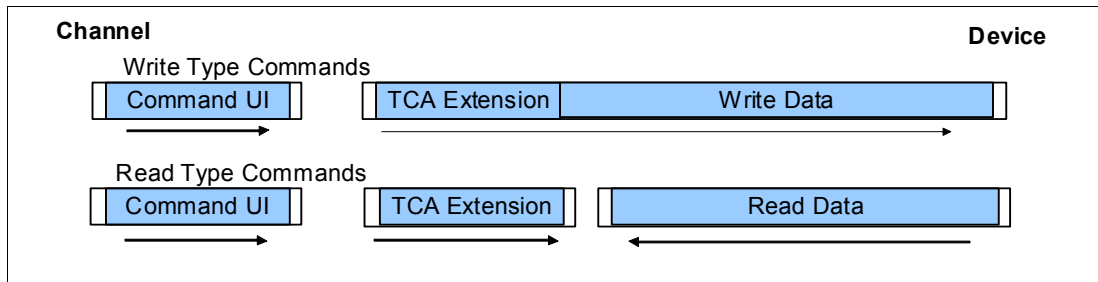 Channel
Device
Write Type Commands
Command UI
TCA Extension
Write Data
Read Type Commands
Command UI
TCA Extension
Read Data